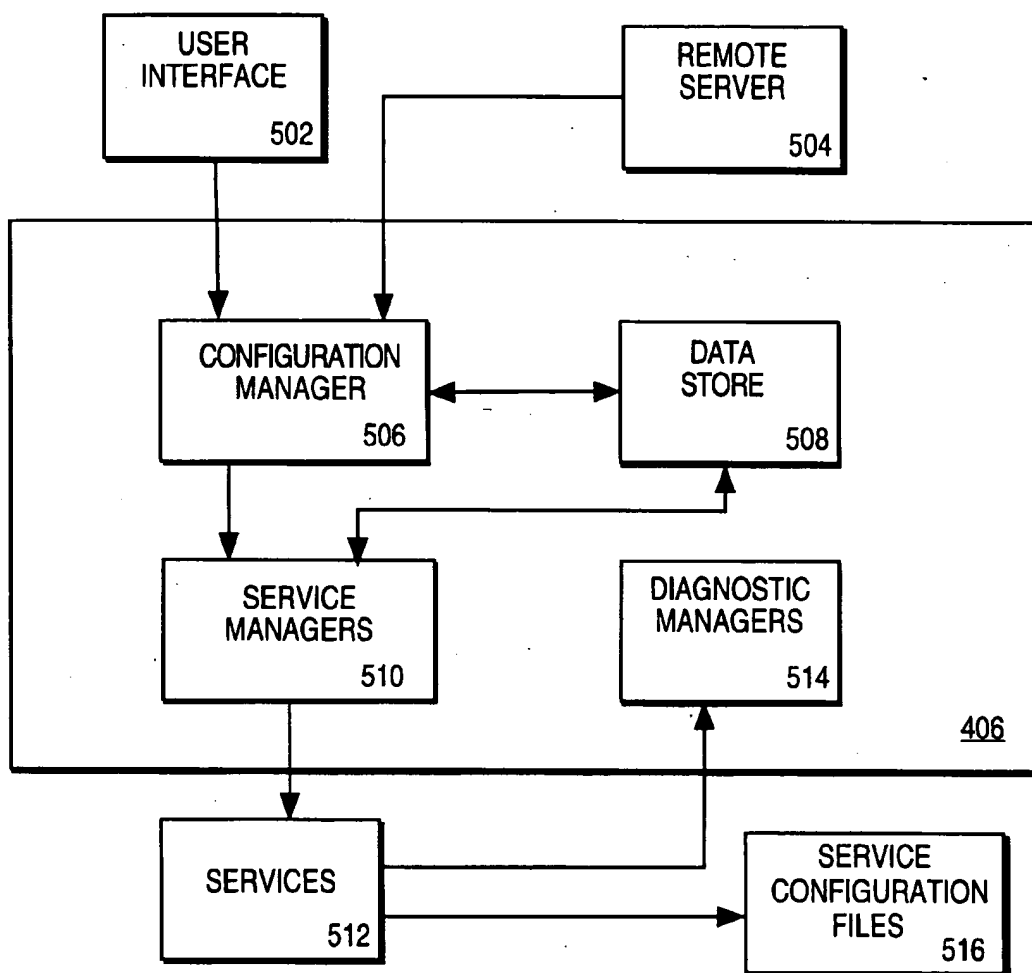 USER
INTERFACE
502
REMOTE
SERVER
504
CONFIGURATION
MANAGER
506
DATA
STORE
508
SERVICE
MANAGERS
510
DIAGNOSTIC
MANAGERS
514
406
SERVICES
512
SERVICE
CONFIGURATION
FILES
516